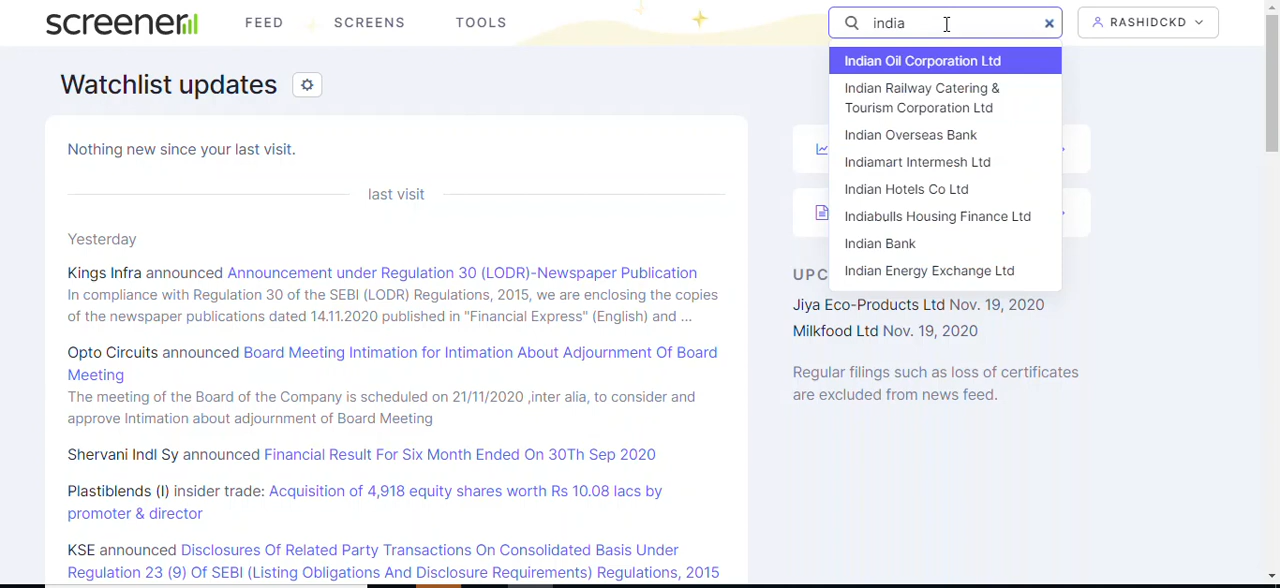 screener
FEED
SCREENS
TOOLS
india
RASHIDCKD
Indian Oil Corporation Ltd
Indian Railway Catering &
Tourism Corporation Ltd
Indian Overseas Bank
Indiamart Intermesh Ltd
Indian Hotels Co Ltd
Indiabulls Housing Finance Ltd
Indian Bank
Indian Energy Exchange Ltd
Watchlist updates
Nothing new since your last visit.
last visit
Yesterday
Kings Infra announced Announcement under Regulation 30 (LODR)-Newspaper Publication
In compliance with Regulation 30 of the SEBI (LODR) Regulations, 2015, we are enclosing the copies
of the newspaper publications dated 14.11.2020 published in "Financial Express" (English) and ...
Opto Circuits announced Board Meeting Intimation for Intimation About Adjournment Of Board
Meeting
The meeting of the Board of the Company is scheduled on 21/11/2020 ,inter alia, to consider and
approve Intimation about adjournment of Board Meeting
Shervani Indl Sy announced Financial Result For Six Month Ended On 30Th Sep 2020
Plastiblends (I) insider trade: Acquisition of 4,918 equity shares worth Rs 10.08 lacs by
promoter & director
KSE announced Disclosures Of Related Party Transactions On Consolidated Basis Under
Regulation 23 (9) Of SEBI (Listing Obligations And Disclosure Requirements) Regulations, 2015
UPC
Jiya Eco-Products Ltd Nov. 19, 2020
Milkfood Ltd Nov. 19, 2020
Regular filings such as loss of certificates
are excluded from news feed.